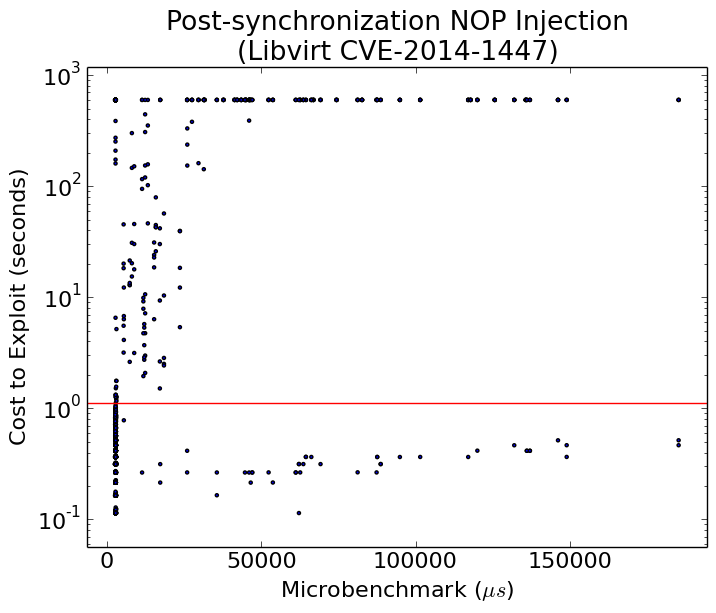 Post-synchronization NOP Injection
(Libvirt CVE-2014-1447)
Cost to Exploit (seconds)
10³
10²
10¹
10⁰
10⁻¹
0 50000 100000 150000
Microbenchmark (μs)